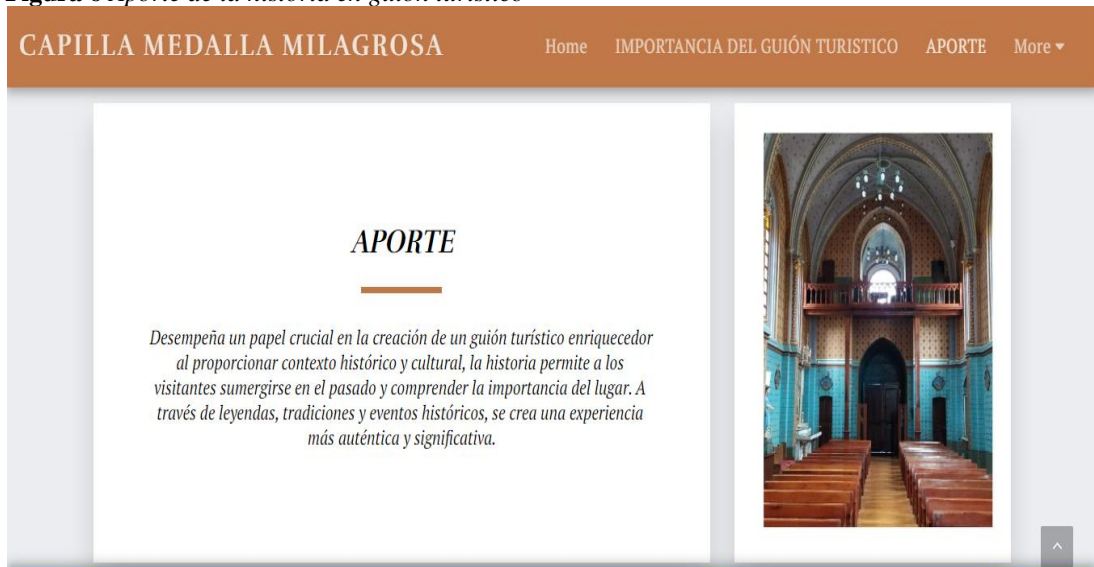 CAPILLA MEDALLA MILAGROSA
Home IMPORTANCIA DEL GUIÓN TURISTICO APORTE More
APORTE
Desempeña un papel crucial en la creación de un guión turístico enriquecedor
al proporcionar contexto histórico y cultural, la historia permite a los
visitantes sumergirse en el pasado y comprender la importancia del lugar. A
través de leyendas, tradiciones y eventos históricos, se crea una experiencia
más auténtica y significativa.